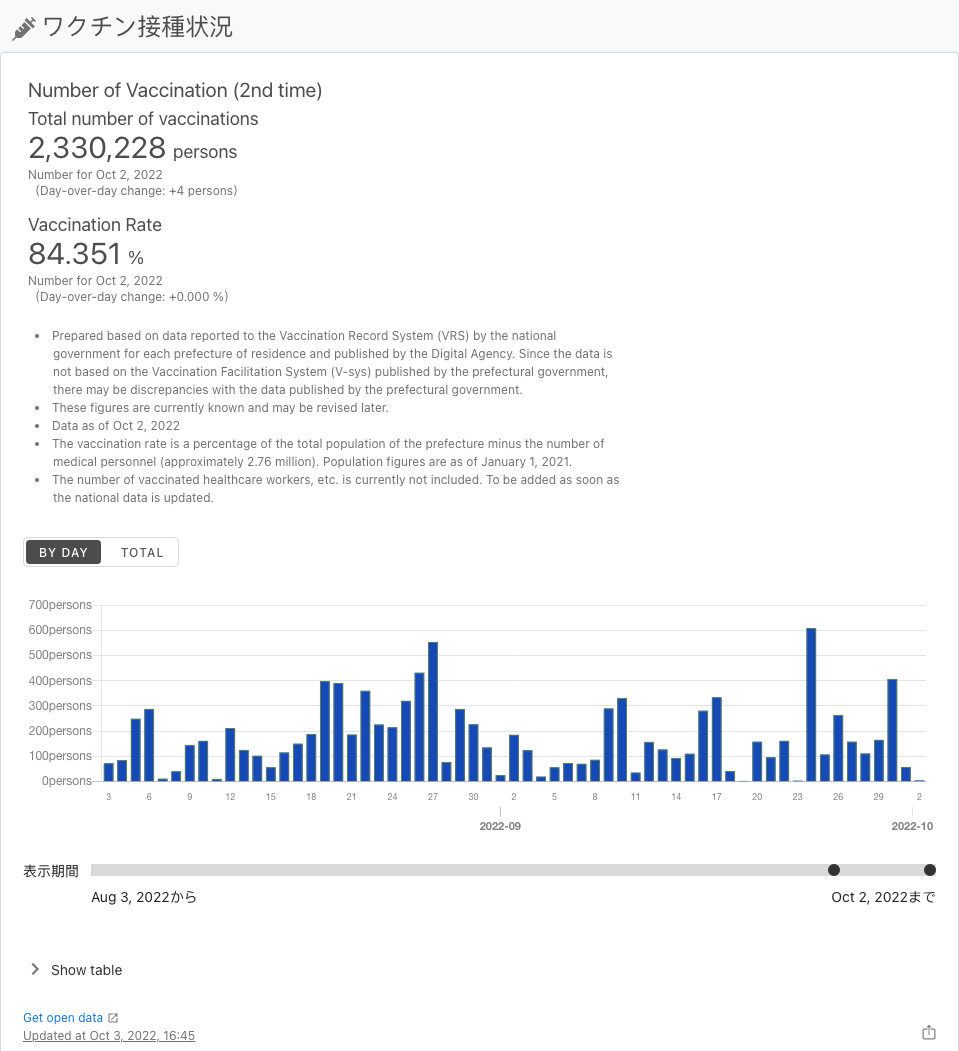 ワクチン接種状況
Number of Vaccination (2nd time)
Total number of vaccinations
2,330,228 persons
Number for Oct 2, 2022
(Day-over-day change: +4 persons)
Vaccination Rate
84.351 %
Number for Oct 2, 2022
(Day-over-day change: +0.000 %)
• Prepared based on data reported to the Vaccination Record System (VRS) by the national
government for each prefecture of residence and published by the Digital Agency. Since the data is
not based on the Vaccination Facilitation System (V-sys) published by the prefectural government,
there may be discrepancies with the data published by the prefectural government.
• These figures are currently known and may be revised later.
• Data as of Oct 2, 2022
• The vaccination rate is a percentage of the total population of the prefecture minus the number of
medical personnel (approximately 2.76 million). Population figures are as of January 1, 2021.
• The number of vaccinated healthcare workers, etc. is currently not included. To be added as soon as
the national data is updated.
BY DAY TOTAL
700persons
600persons
500persons
400persons
300persons
200persons
100persons
0persons
3 6 9 12 15 18 21 24 27 30 2 5 8 11 14 17 20 23 26 29 2
2022-09 2022-10
表示期間
Aug 3, 2022から Oct 2, 2022まで
Show table
Get open data
Updated at Oct 3, 2022, 16:45